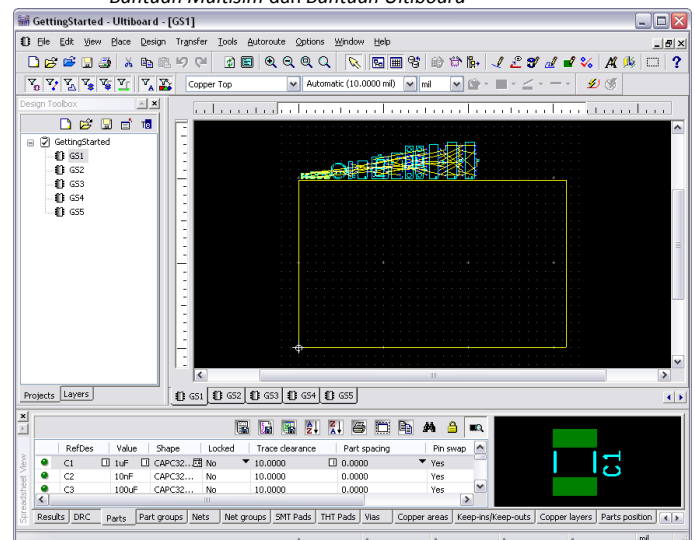 Bantuan Multisim dan Bantuan Ultiboard
GettingStarted - Ultiboard - [GS1]
File Edit View Place Design Transfer Tools Autoroute Options Window Help
Copper Top Automatic (10.0000 mil) mil
Design Toolbox
GettingStarted
GS1
GS2
GS3
GS4
GS5
Projects Layers
GS1 GS2 GS3 GS4 GS5
Spreadsheet View
RefDes Value Shape Locked Trace clearance Part spacing Pin swap
C1 1uF CAPC32... No 10.0000 0.0000 Yes
C2 10nF CAPC32... No 10.0000 0.0000 Yes
C3 100uF CAPC32... No 10.0000 0.0000 Yes
C1
Results DRC Parts Part groups Nets Net groups SMT Pads THT Pads Vias Copper areas Keep-ins/Keep-outs Copper layers Parts position
mil